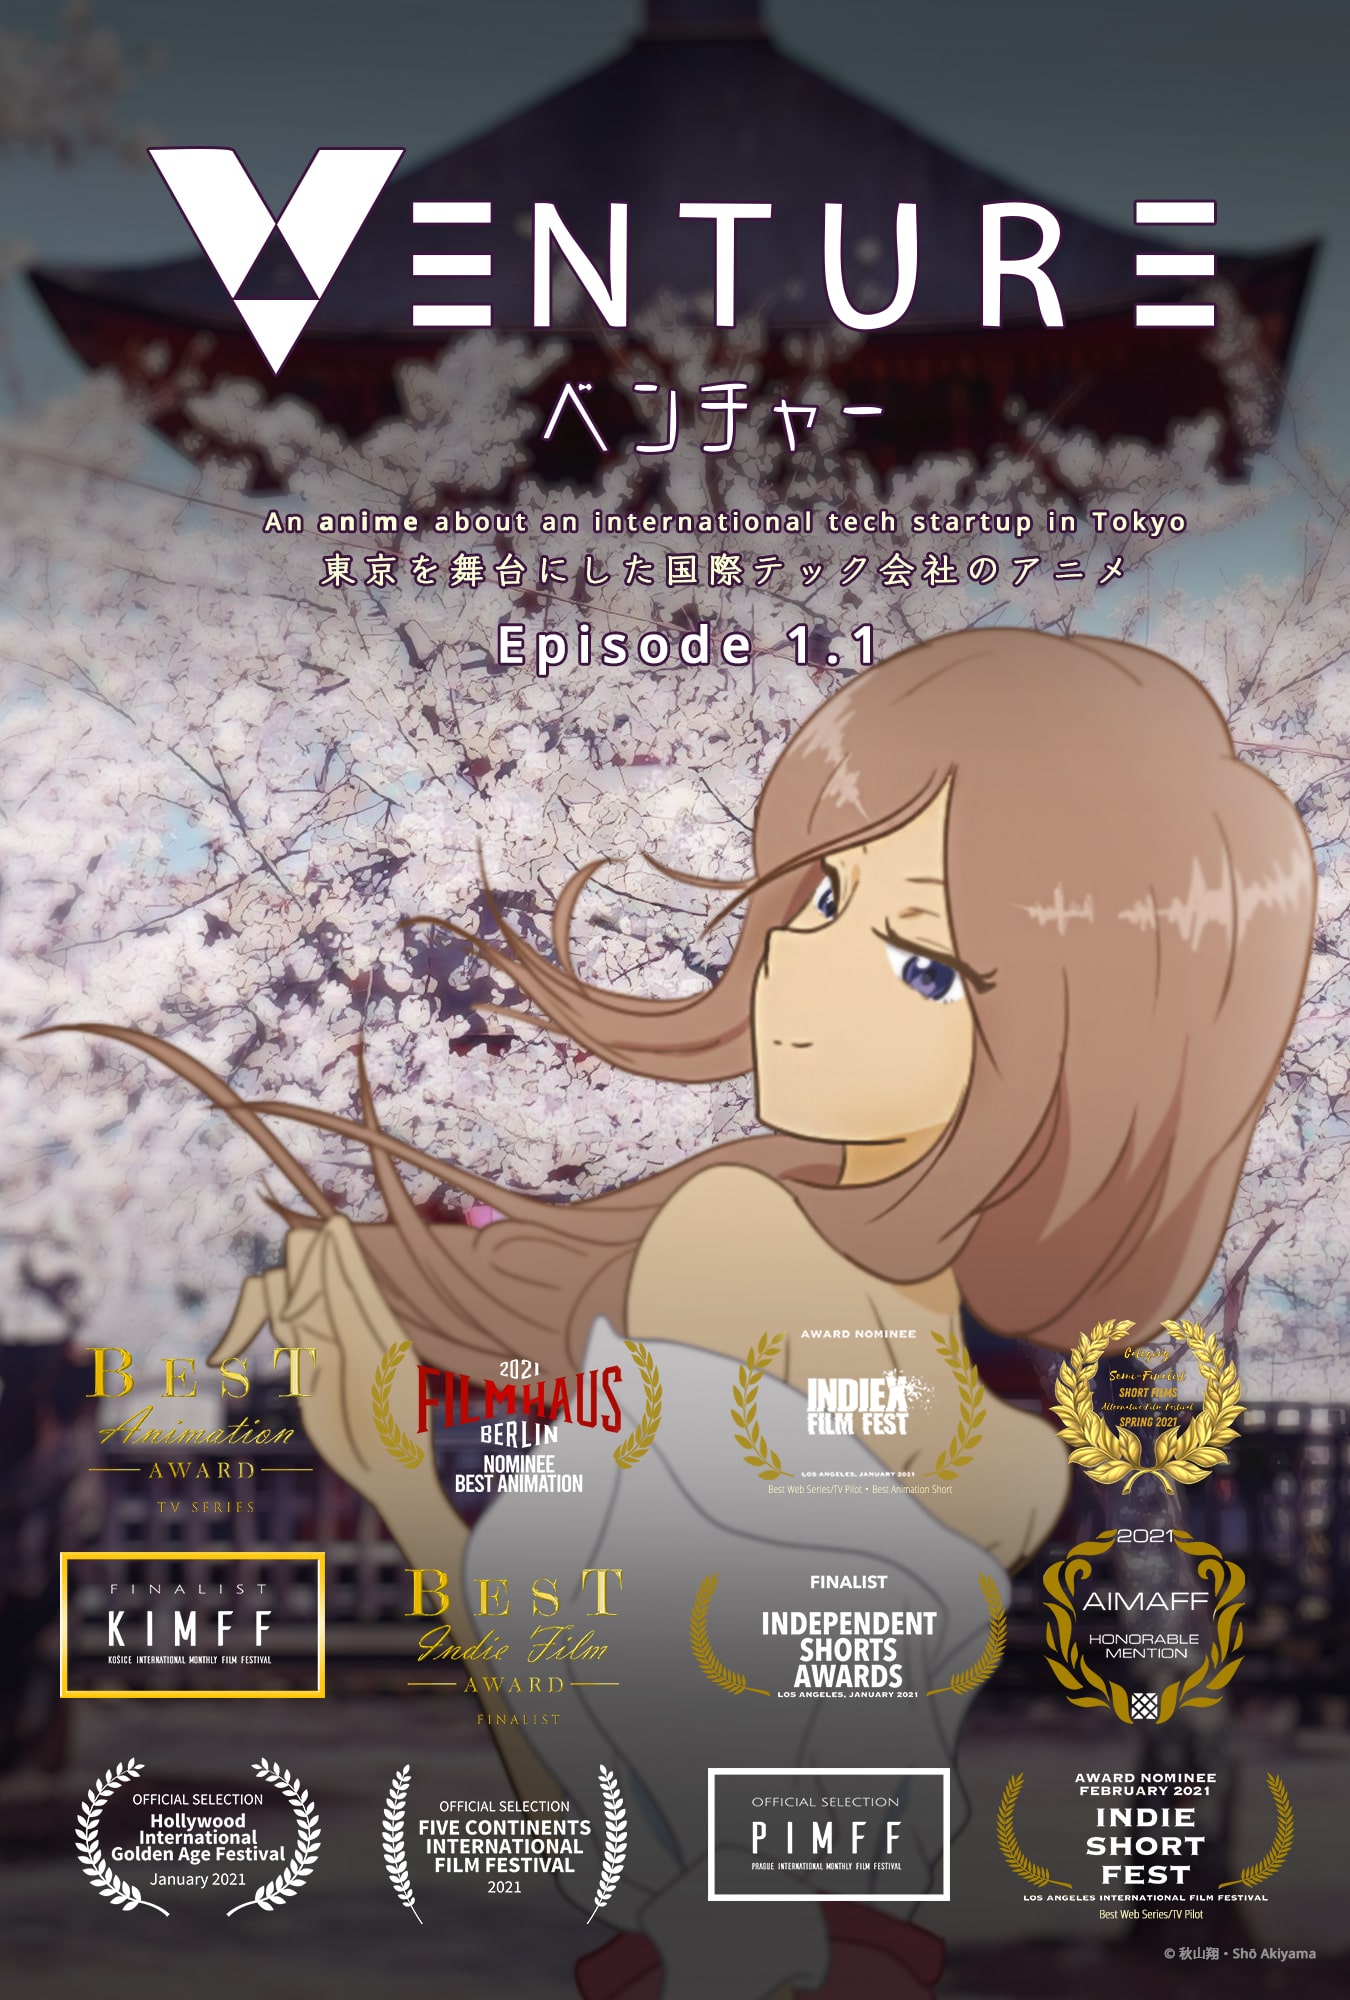 VENTURE
ベンチャー
An anime about an international tech startup in Tokyo
東京を舞台にした国際テック会社のアニメ
Episode 1.1
BEST
Animation
AWARD
TV SERIES
2021
FILMHAUS
BERLIN
NOMINEE
BEST ANIMATION
AWARD NOMINEE
INDIEX
FILM FEST
LOS ANGELES, JANUARY 2021
Best Web Series/TV Pilot • Best Animation Short
Category
Semi-Finalist
SHORT FILMS
Alternative Film Festival
SPRING 2021
FINALIST
KIMFF
KOŠICE INTERNATIONAL MONTHLY FILM FESTIVAL
BEST
Indie Film
AWARD
FINALIST
FINALIST
INDEPENDENT
SHORTS
AWARDS
LOS ANGELES, JANUARY 2021
2021
AIMAFF
HONORABLE
MENTION
OFFICIAL SELECTION
Hollywood
International
Golden Age Festival
January 2021
OFFICIAL SELECTION
FIVE CONTINENTS
INTERNATIONAL
FILM FESTIVAL
2021
OFFICIAL SELECTION
PIMFF
PRAGUE INTERNATIONAL MONTHLY FILM FESTIVAL
AWARD NOMINEE
FEBRUARY 2021
INDIE
SHORT
FEST
LOS ANGELES INTERNATIONAL FILM FESTIVAL
Best Web Series/TV Pilot
© 秋山翔・Shō Akiyama